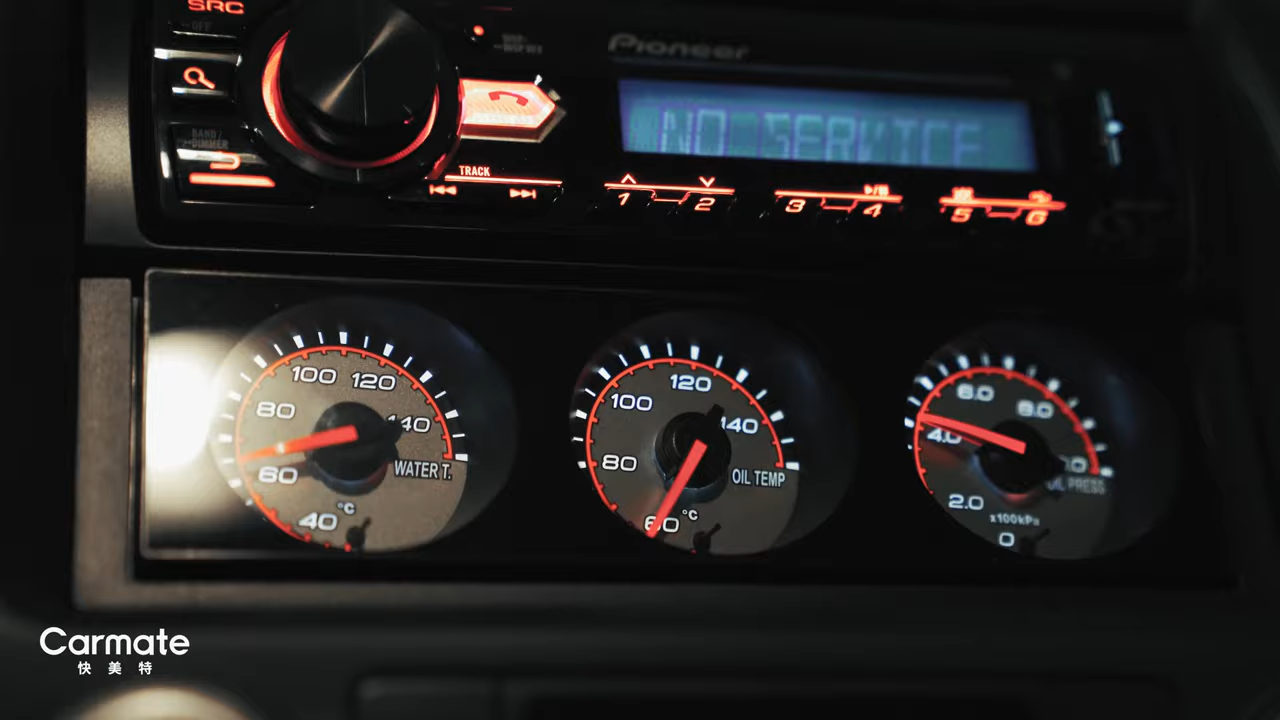 SRC
OFF
Pioneer
BAND/
DIMMER
NO SERVICE
TRACK
1 2 3 4 5 6
100 120
80
140
60
WATER T.
40 °C
120
100
140
80
OIL TEMP
60 °C
6.0 8.0
4.0
OIL PRESS
2.0
x100kPa
0
Carmate
快美特